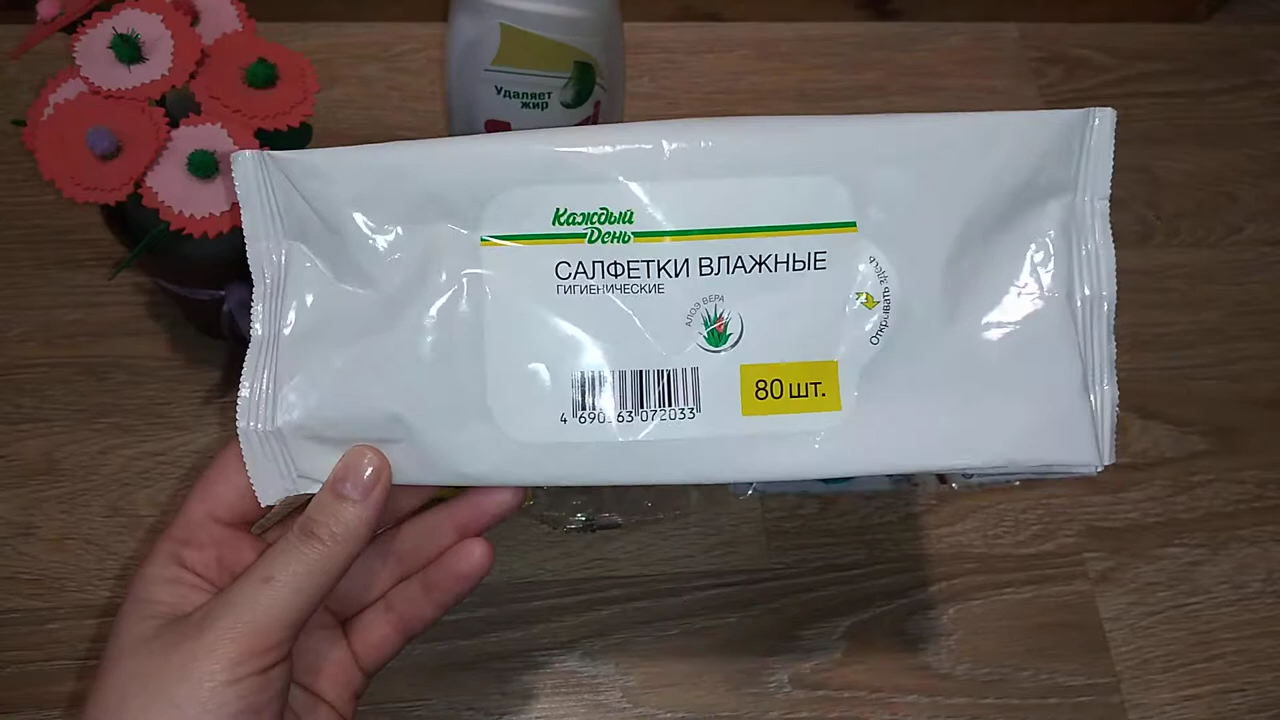 Удаляет
жир
Каждый
День
САЛФЕТКИ ВЛАЖНЫЕ
ГИГИЕНИЧЕСКИЕ
АЛОЭ ВЕРА
Открывать здесь
80 шт.